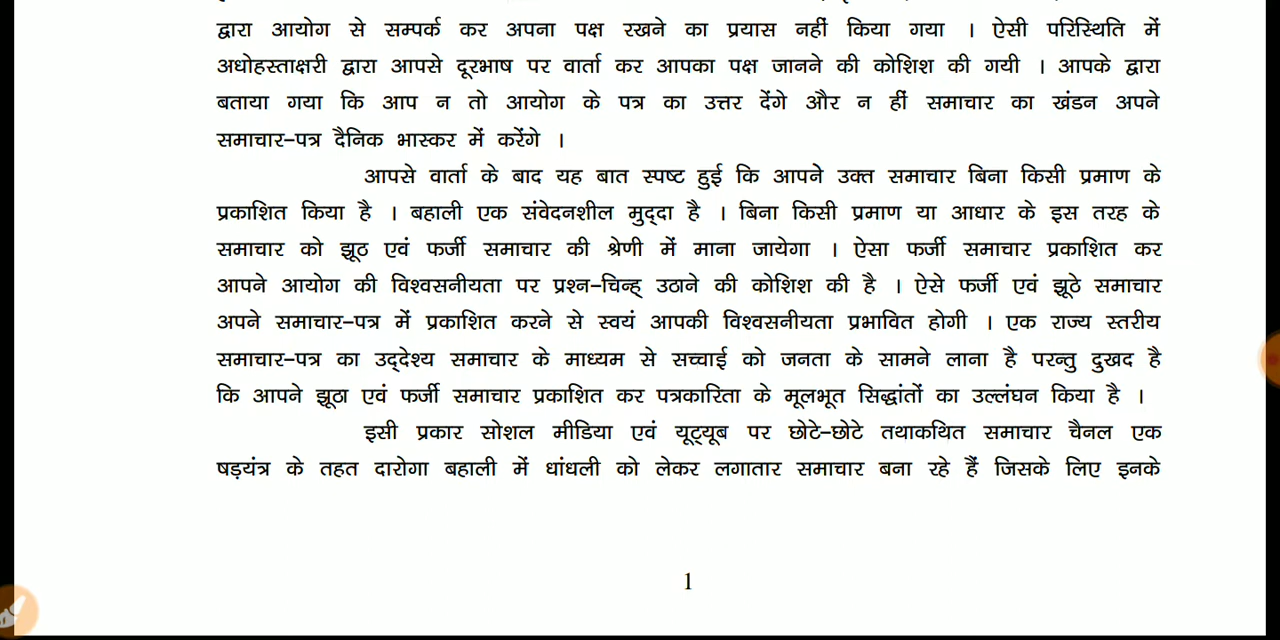 द्वारा आयोग से सम्पर्क कर अपना पक्ष रखने का प्रयास नहीं किया गया । ऐसी परिस्थिति में
अधोहस्ताक्षरी द्वारा आपसे दूरभाष पर वार्ता कर आपका पक्ष जानने की कोशिश की गयी । आपके द्वारा
बताया गया कि आप न तो आयोग के पत्र का उत्तर देंगे और न हीं समाचार का खंडन अपने
समाचार–पत्र दैनिक भास्कर में करेंगे ।
आपसे वार्ता के बाद यह बात स्पष्ट हुई कि आपनेे उक्त समाचार बिना किसी प्रमाण के
प्रकाशित किया है । बहाली एक संवेदनशील मुद्‌दा है । बिना किसी प्रमाण या आधार के इस तरह के
समाचार को झूठ एवं फर्जी समाचार की श्रेणी में माना जायेगा । ऐसा फर्जी समाचार प्रकाशित कर
आपने आयोग की विश्वसनीयता पर प्रश्न–चिन्ह् उठाने की कोशिश की है । ऐसे फर्जी एवं झूठे समाचार
अपने समाचार–पत्र में प्रकाशित करने से स्वयं आपकी विश्वसनीयता प्रभावित होगी । एक राज्य स्तरीय
समाचार–पत्र का उद्‌देश्य समाचार के माध्यम से सच्चाई को जनता के सामने लाना है परन्तु दुखद है
कि आपने झूठा एवं फर्जी समाचार प्रकाशित कर पत्रकारिता के मूलभूत सिद्धांतों का उल्लंघन किया है ।
इसी प्रकार सोशल मीडिया एवं यूट्‌यूब पर छोटे–छोटे तथाकथित समाचार चैनल एक
षड़यंत्र के तहत दारोगा बहाली में धांधली को लेकर लगातार समाचार बना रहे हैं जिसके लिए इनके
1